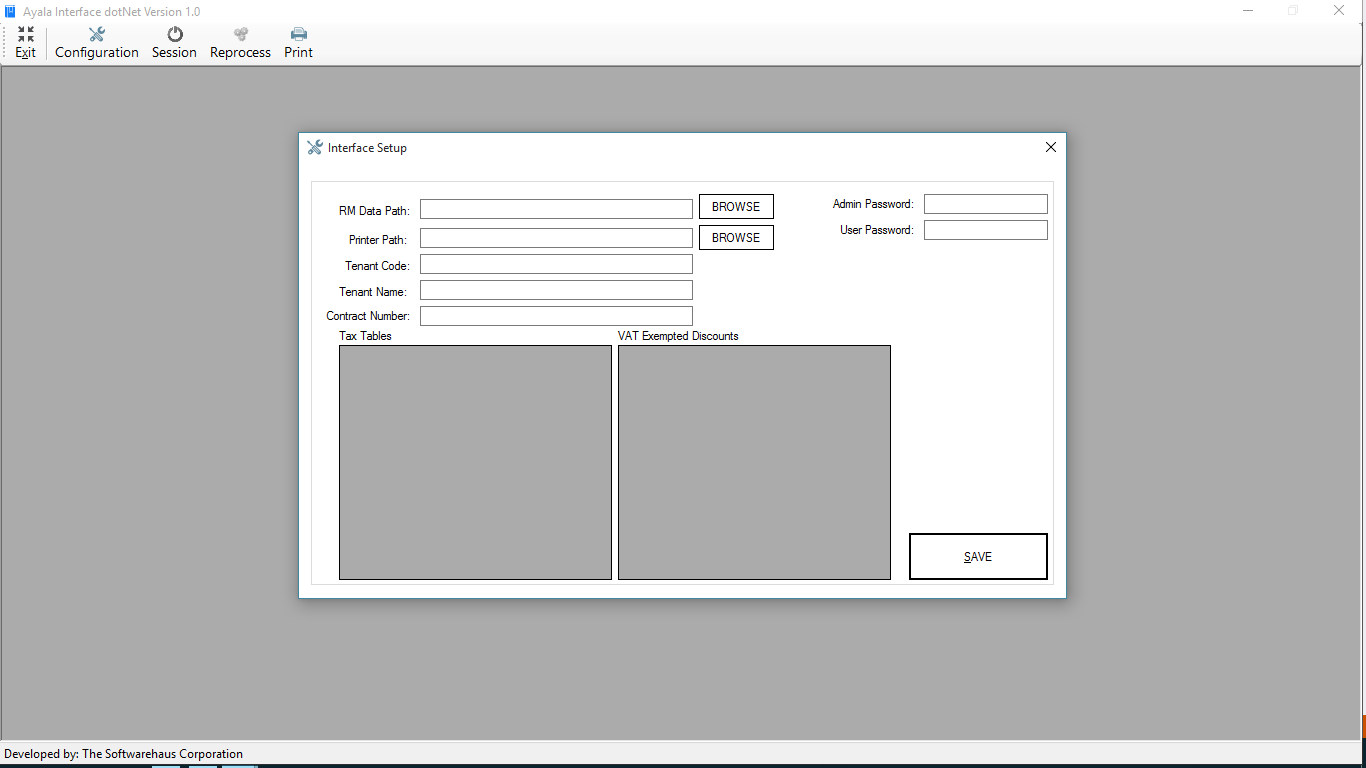 Ayala Interface dotNet Version 1.0
Exit
Configuration
Session
Reprocess
Print
Interface Setup
RM Data Path:
BROWSE
Admin Password:
Printer Path:
BROWSE
User Password:
Tenant Code:
Tenant Name:
Contract Number:
Tax Tables
VAT Exempted Discounts
SAVE
Developed by: The Softwarehaus Corporation